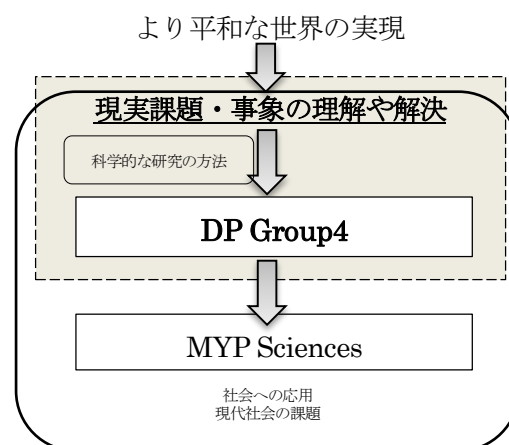 より平和な世界の実現
現実課題・事象の理解や解決
科学的な研究の方法
DP Group4
MYP Sciences
社会への応用
現代社会の課題